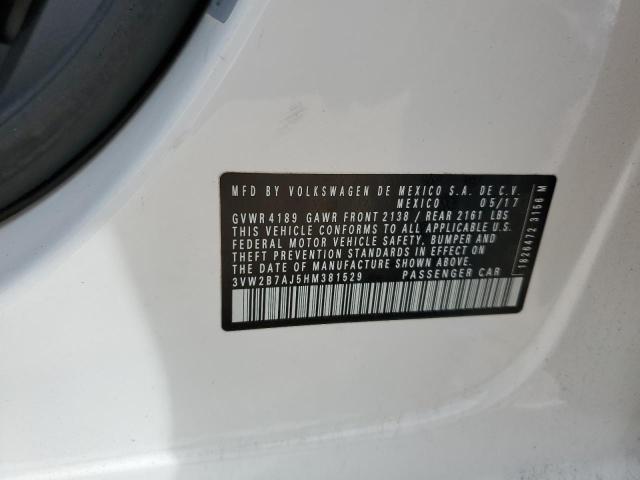 MFD BY VOLKSWAGEN DE MEXICO S.A. DE C.V.
MEXICO 05/17
GVWR 4189 GAWR FRONT 2138 / REAR 2161 LBS
THIS VEHICLE CONFORMS TO ALL APPLICABLE U.S.
FEDERAL MOTOR VEHICLE SAFETY, BUMPER AND
THEFT PREVENTION STANDARDS IN EFFECT ON
THE DATE OF MANUFACTURE SHOWN ABOVE
3VW2B7AJ5HM381529 PASSENGER CAR
1826472 3156 M